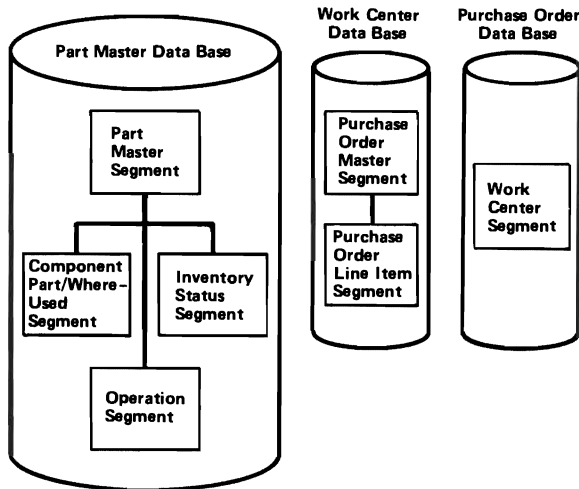 Part Master Data Base
Part
Master
Segment
Component
Part/Where-
Used
Segment
Inventory
Status
Segment
Operation
Segment
Work Center
Data Base
Purchase
Order
Master
Segment
Purchase
Order
Line Item
Segment
Purchase Order
Data Base
Work
Center
Segment